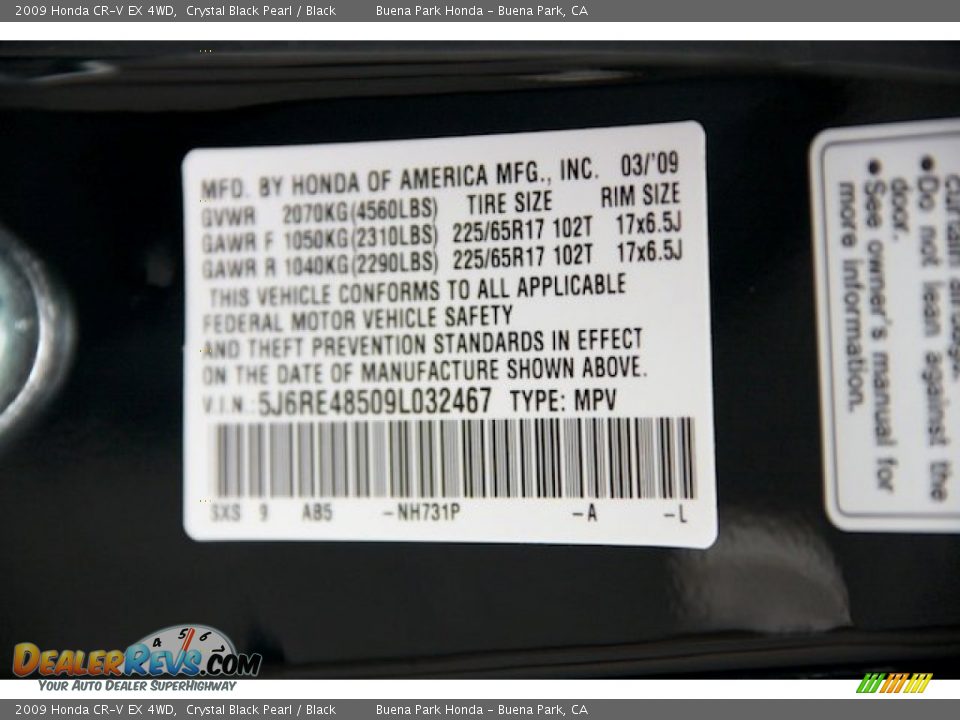 2009 Honda CR-V EX 4WD, Crystal Black Pearl / Black Buena Park Honda - Buena Park, CA
MFD. BY HONDA OF AMERICA MFG., INC. 03/'09
GVWR 2070KG(4560LBS) TIRE SIZE RIM SIZE
GAWR F 1050KG(2310LBS) 225/65R17 102T 17x6.5J
GAWR R 1040KG(2290LBS) 225/65R17 102T 17x6.5J
THIS VEHICLE CONFORMS TO ALL APPLICABLE
FEDERAL MOTOR VEHICLE SAFETY
AND THEFT PREVENTION STANDARDS IN EFFECT
ON THE DATE OF MANUFACTURE SHOWN ABOVE.
V.I.N.:5J6RE48509L032467 TYPE: MPV
SXS 9 AB5 -NH731P -A -L
curtain airbags.
●Do not lean against the
door.
●See owner's manual for
more information.
4 5 6
DEALERREVS.COM
YOUR AUTO DEALER SUPERHIGHWAY
2009 Honda CR-V EX 4WD, Crystal Black Pearl / Black Buena Park Honda - Buena Park, CA